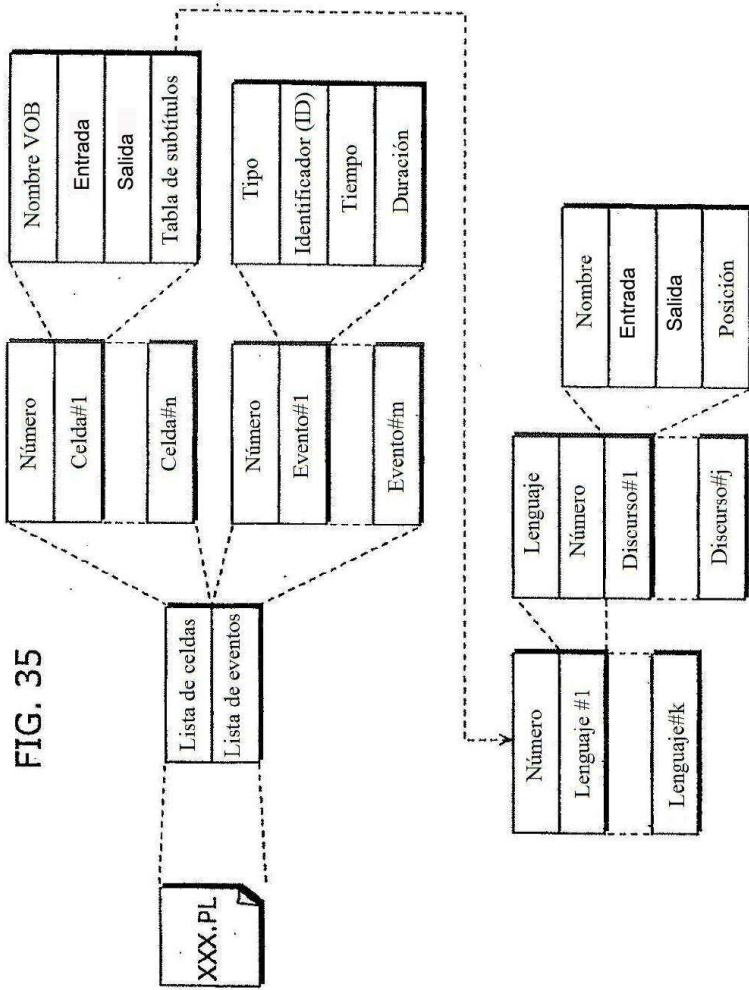 FIG. 35
XXX.PL
Lista de celdas
Lista de eventos
Número
Celda#1
Celda#n
Nombre VOB
Entrada
Salida
Tabla de subtítulos
Número
Evento#1
Evento#m
Tipo
Identificador (ID)
Tiempo
Duración
Número
Lenguaje #1
Lenguaje#k
Lenguaje
Número
Discurso#1
Discurso#j
Nombre
Entrada
Salida
Posición